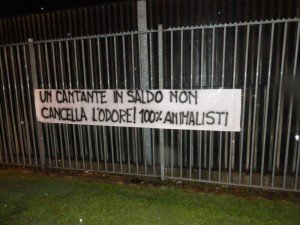 UN CANTANTE IN SALDO NON
CANCELLA L'ODORE! 100% ANIMALISTI